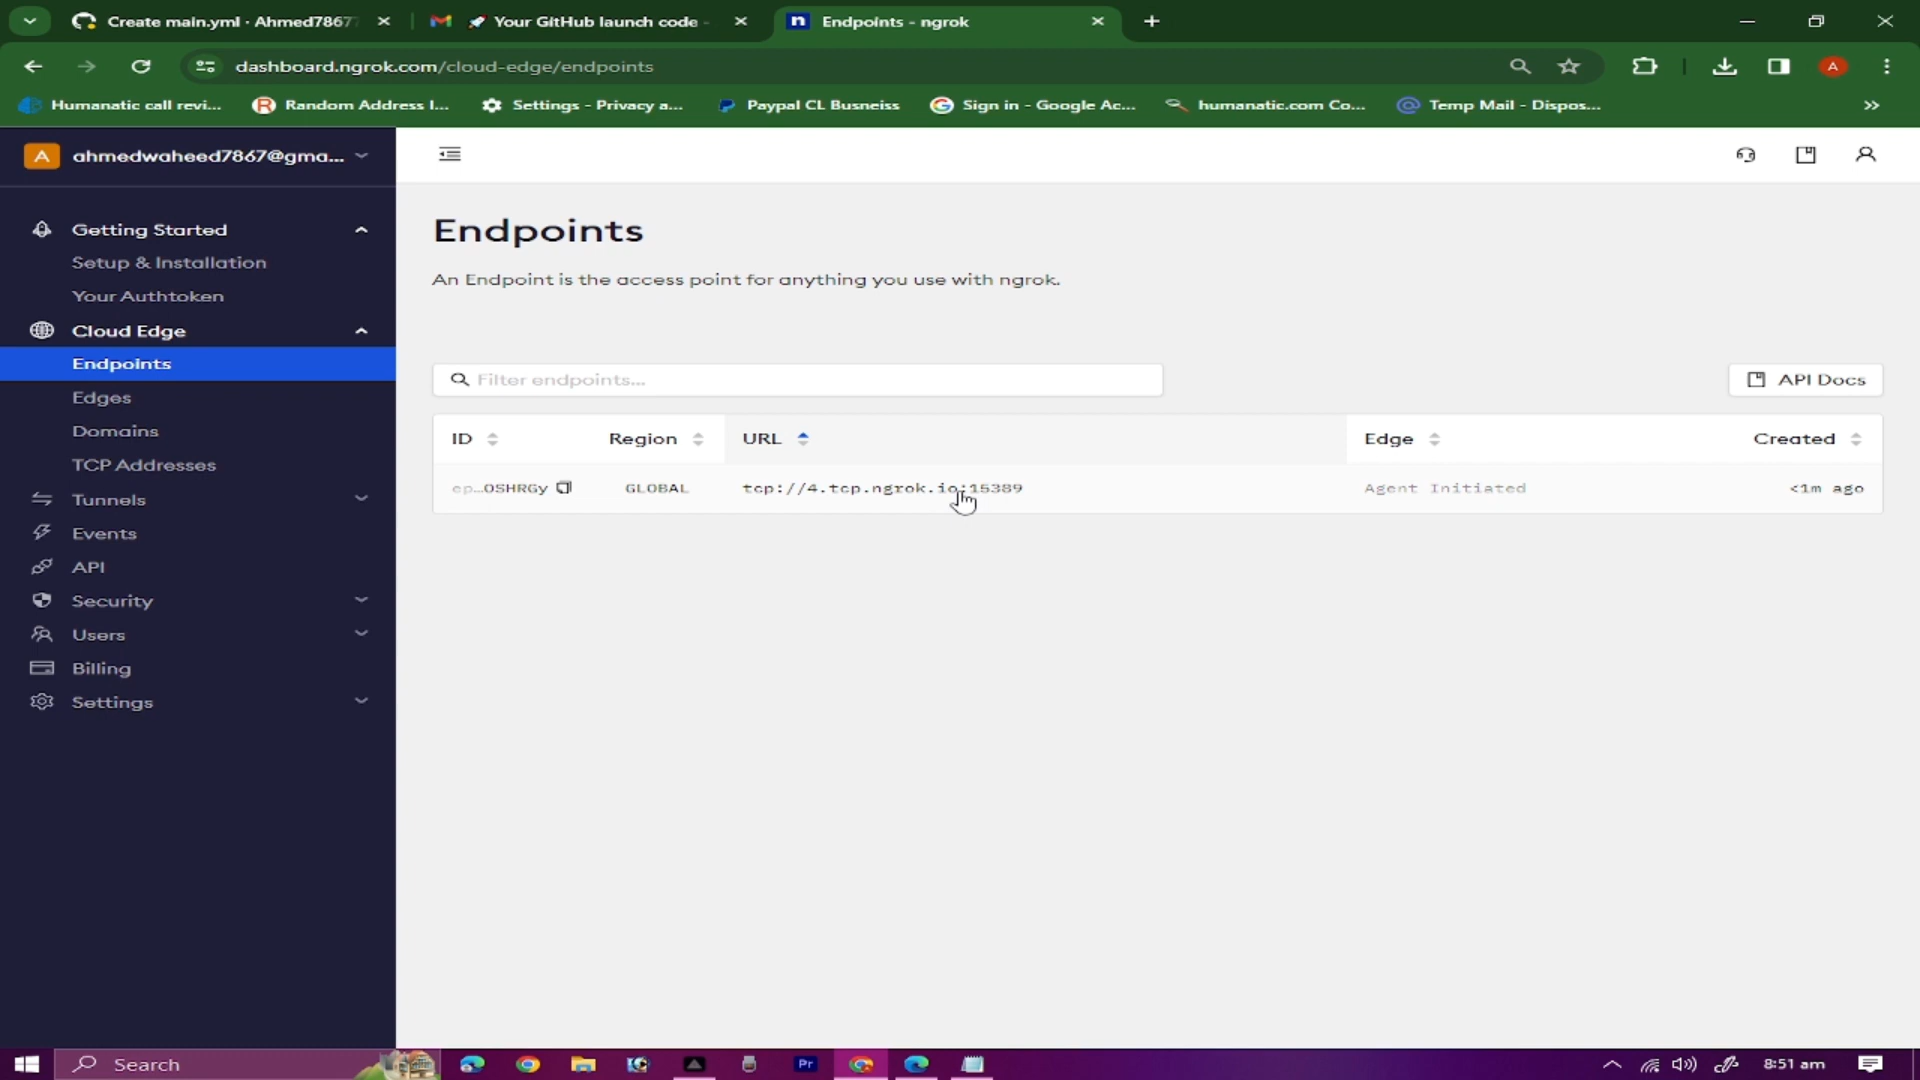 Create main.yml · Ahmed7867
Your GitHub launch code -
Endpoints - ngrok
dashboard.ngrok.com/cloud-edge/endpoints
A
Humanatic call revi...
Random Address I...
Settings - Privacy a...
Paypal CL Busneiss
Sign in - Google Ac...
humanatic.com Co...
Temp Mail - Dispos...
A
ahmedwaheed7867@gma...
Getting Started
Setup & Installation
Your Authtoken
Cloud Edge
Endpoints
Edges
Domains
TCP Addresses
Tunnels
Events
API
Security
Users
Billing
Settings
Endpoints
An Endpoint is the access point for anything you use with ngrok.
Filter endpoints...
API Docs
ID Region URL Edge Created
ep…OSHRGy GLOBAL tcp://4.tcp.ngrok.io:15389 Agent Initiated <1m ago
Search
Pr
8:51 am